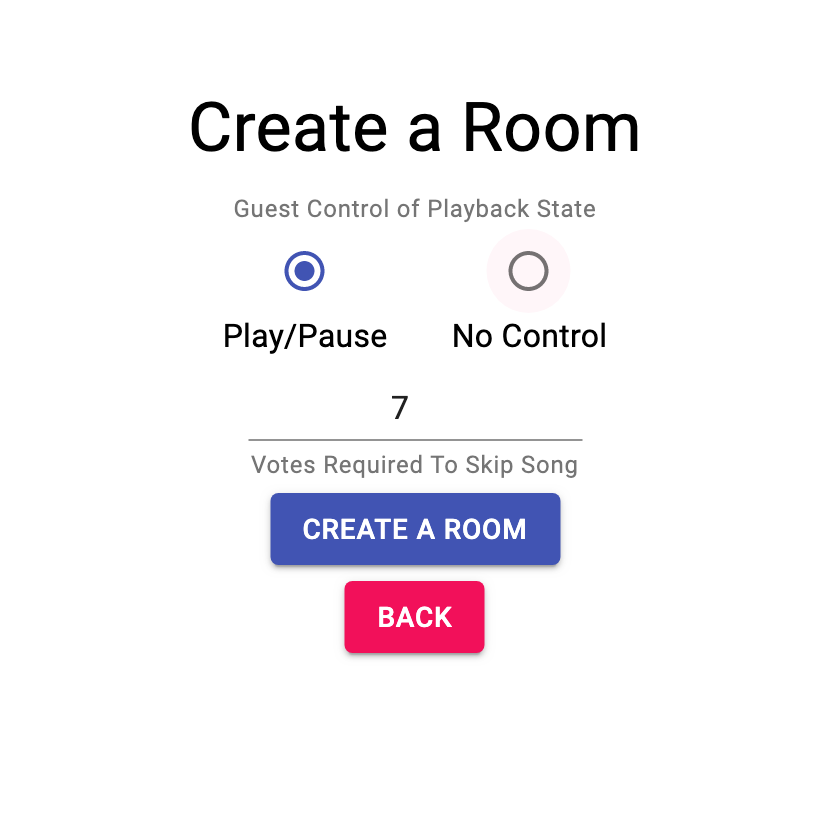 Create a Room
Guest Control of Playback State
Play/Pause No Control
7
Votes Required To Skip Song
CREATE A ROOM
BACK